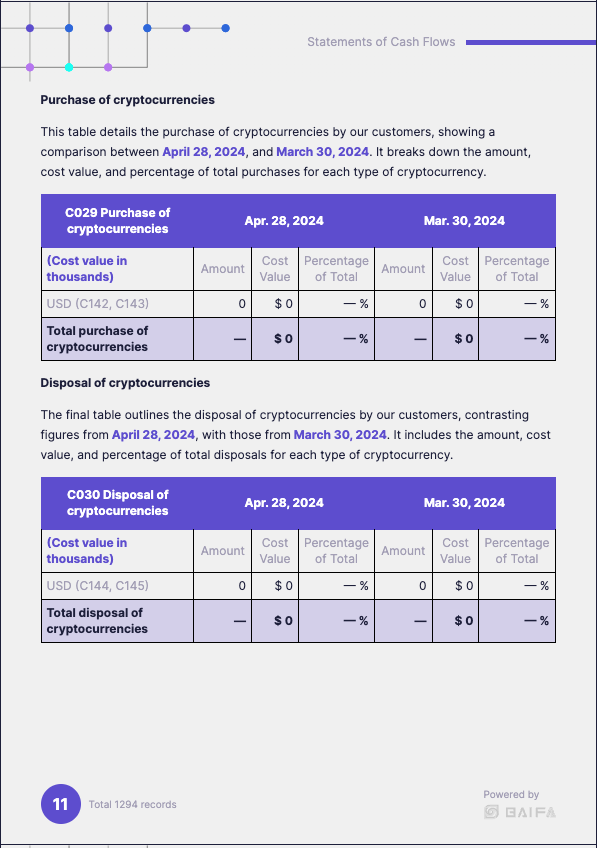 Statements of Cash Flows
Purchase of cryptocurrencies
This table details the purchase of cryptocurrencies by our customers, showing a
comparison between April 28, 2024, and March 30, 2024. It breaks down the amount,
cost value, and percentage of total purchases for each type of cryptocurrency.
C029 Purchase of cryptocurrencies Apr. 28, 2024 Mar. 30, 2024
(Cost value in thousands) Amount Cost Value Percentage of Total Amount Cost Value Percentage of Total
USD (C142, C143) 0 $ 0 — % 0 $ 0 — %
Total purchase of cryptocurrencies — $ 0 — % — $ 0 — %
Disposal of cryptocurrencies
The final table outlines the disposal of cryptocurrencies by our customers, contrasting
figures from April 28, 2024, with those from March 30, 2024. It includes the amount, cost
value, and percentage of total disposals for each type of cryptocurrency.
C030 Disposal of cryptocurrencies Apr. 28, 2024 Mar. 30, 2024
(Cost value in thousands) Amount Cost Value Percentage of Total Amount Cost Value Percentage of Total
USD (C144, C145) 0 $ 0 — % 0 $ 0 — %
Total disposal of cryptocurrencies — $ 0 — % — $ 0 — %
11 Total 1294 records
Powered by
BAIFA